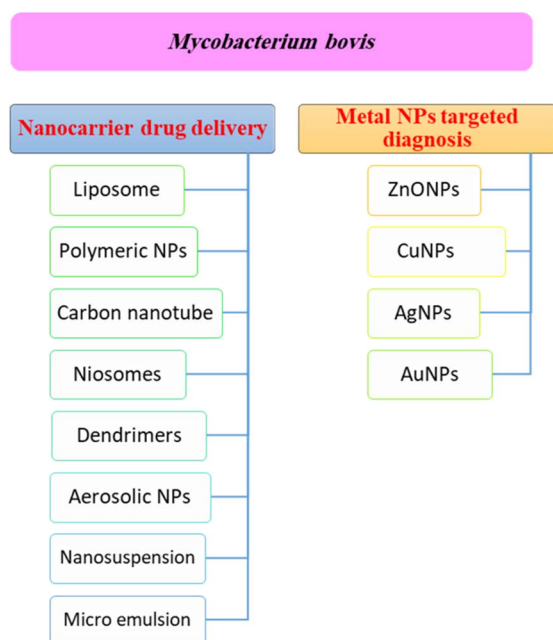 Mycobacterium bovis
Nanocarrier drug delivery
Liposome
Polymeric NPs
Carbon nanotube
Niosomes
Dendrimers
Aerosolic NPs
Nanosuspension
Micro emulsion
Metal NPs targeted
diagnosis
ZnONPs
CuNPs
AgNPs
AuNPs